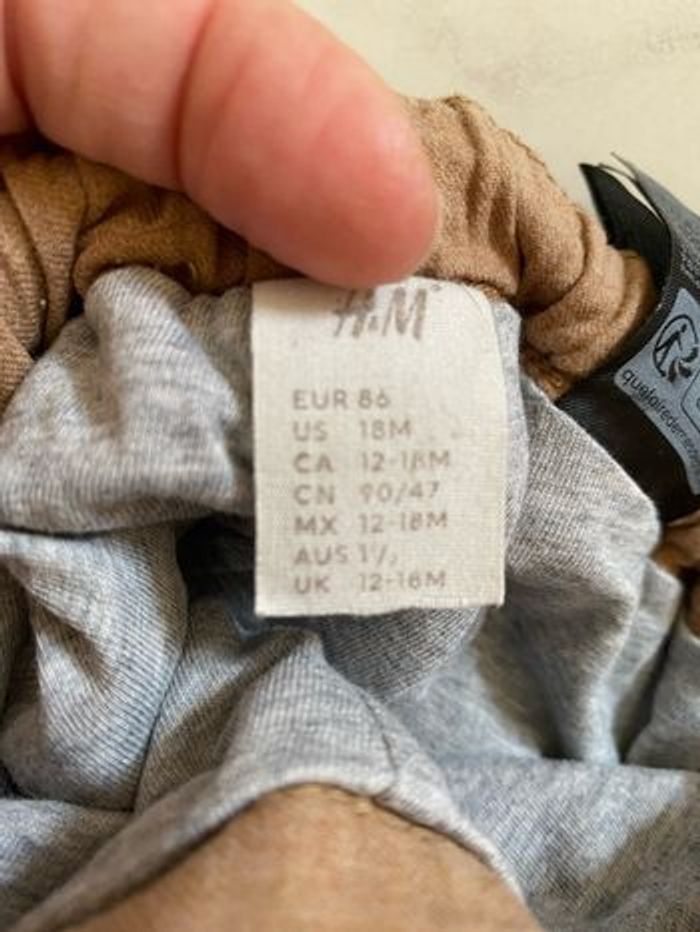 H&M
EUR 86
US 18M
CA 12-18M
CN 90/47
MX 12-18M
AUS 1½
UK 12-18M